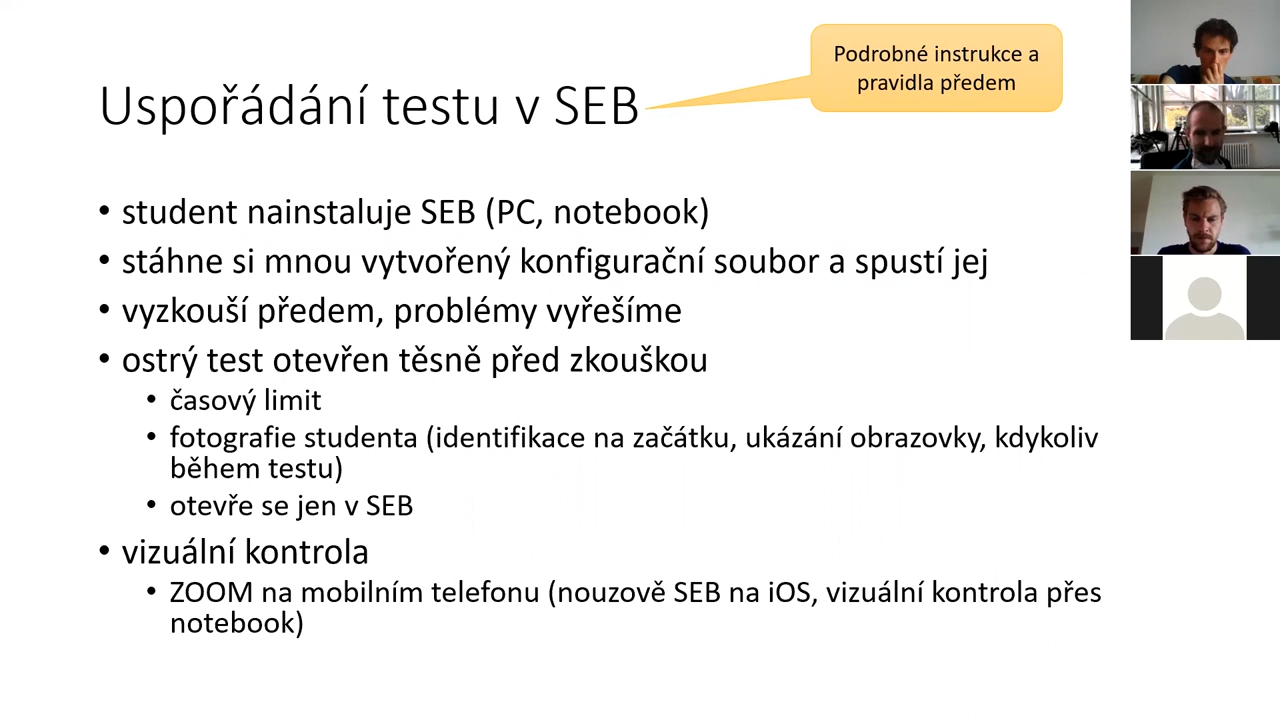 Podrobné instrukce a
pravidla předem
Uspořádání testu v SEB
• student nainstaluje SEB (PC, notebook)
• stáhne si mnou vytvořený konfigurační soubor a spustí jej
• vyzkouší předem, problémy vyřešíme
• ostrý test otevřen těsně před zkouškou
• časový limit
• fotografie studenta (identifikace na začátku, ukázání obrazovky, kdykoliv
během testu)
• otevře se jen v SEB
• vizuální kontrola
• ZOOM na mobilním telefonu (nouzově SEB na iOS, vizuální kontrola přes
notebook)